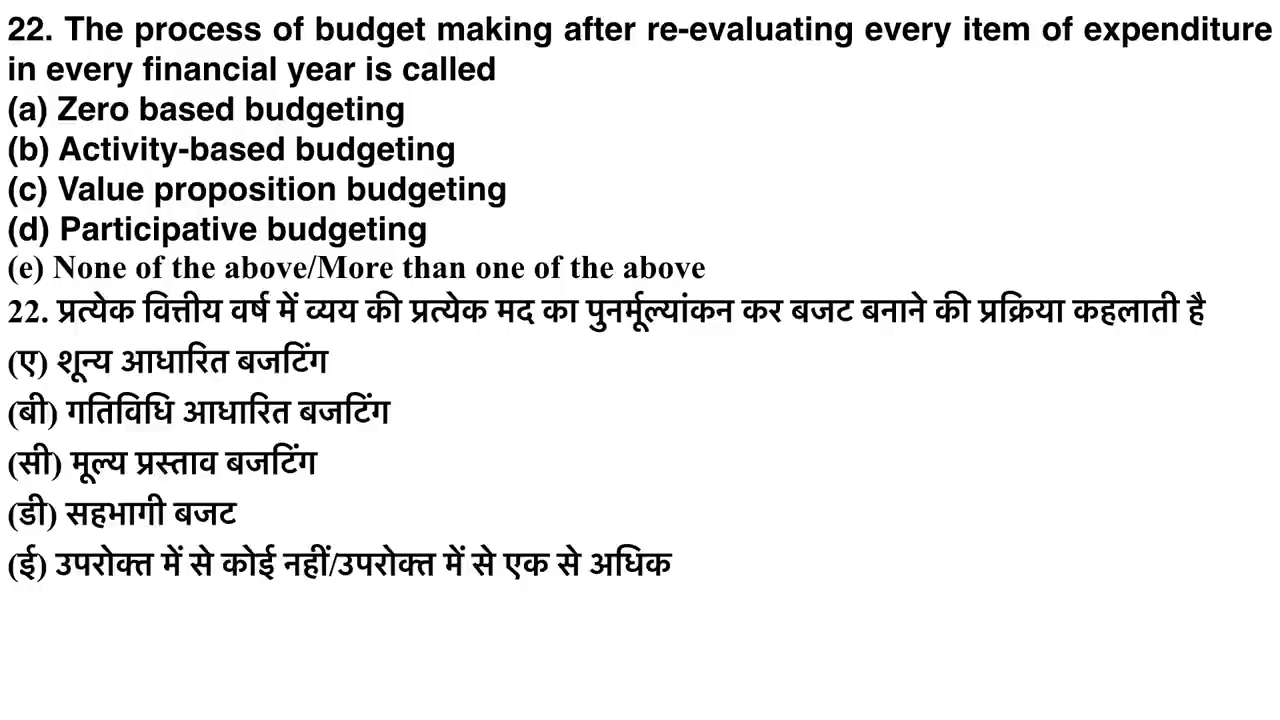 22. The process of budget making after re-evaluating every item of expenditure
in every financial year is called
(a) Zero based budgeting
(b) Activity-based budgeting
(c) Value proposition budgeting
(d) Participative budgeting
(e) None of the above/More than one of the above
22. प्रत्येक वित्तीय वर्ष में व्यय की प्रत्येक मद का पुनर्मूल्यांकन कर बजट बनाने की प्रक्रिया कहलाती है
(ए) शून्य आधारित बजटिंग
(बी) गतिविधि आधारित बजटिंग
(सी) मूल्य प्रस्ताव बजटिंग
(डी) सहभागी बजट
(ई) उपरोक्त में से कोई नहीं/उपरोक्त में से एक से अधिक